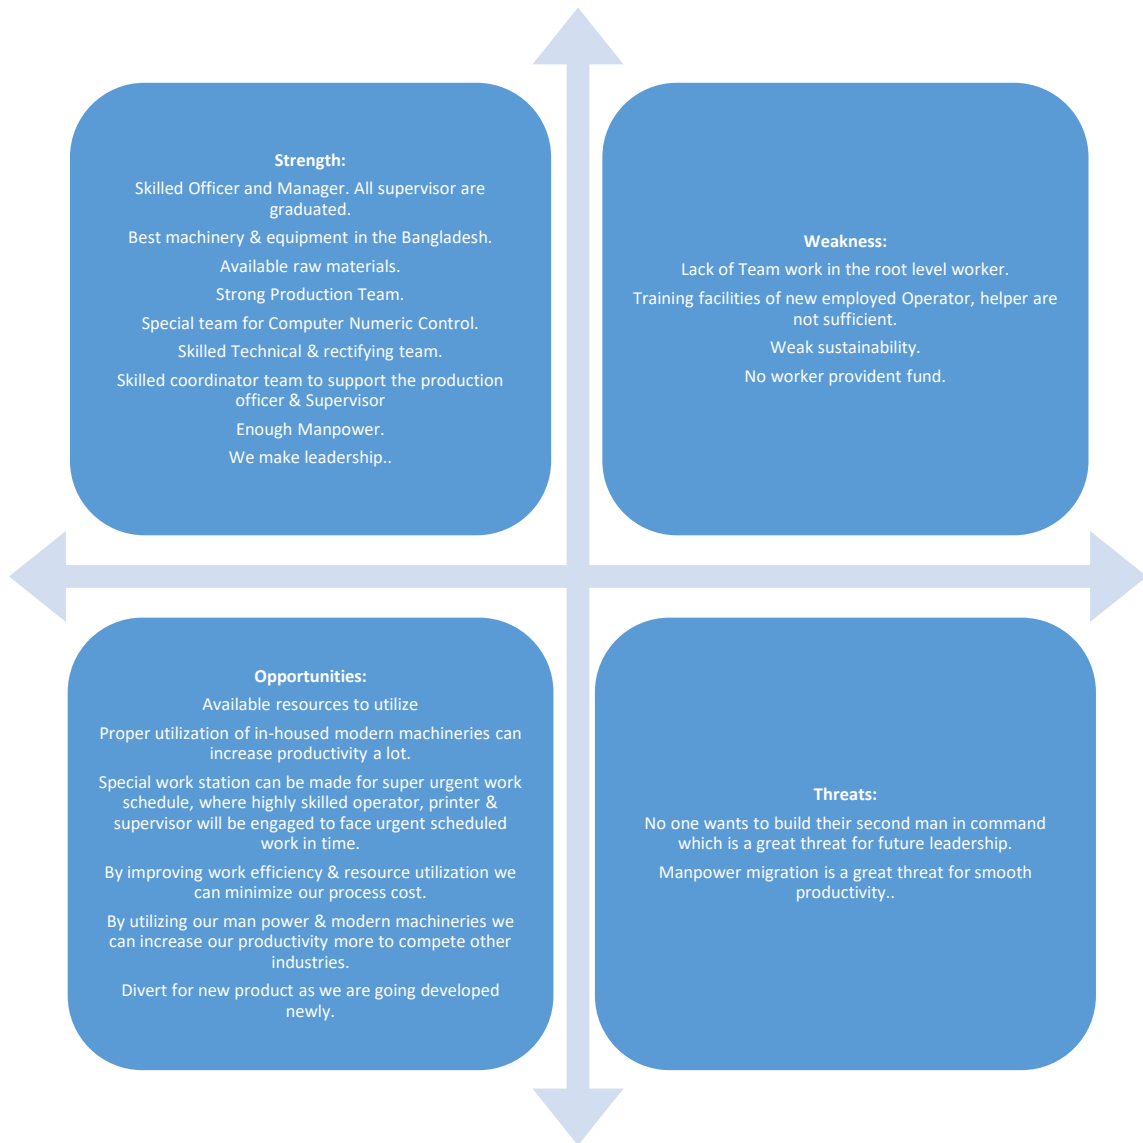 Strength:
Skilled Officer and Manager. All supervisor are
graduated.
Best machinery & equipment in the Bangladesh.
Available raw materials.
Strong Production Team.
Special team for Computer Numeric Control.
Skilled Technical & rectifying team.
Skilled coordinator team to support the production
officer & Supervisor
Enough Manpower.
We make leadership..
Weakness:
Lack of Team work in the root level worker.
Training facilities of new employed Operator, helper are
not sufficient.
Weak sustainability.
No worker provident fund.
Opportunities:
Available resources to utilize
Proper utilization of in-housed modern machineries can
increase productivity a lot.
Special work station can be made for super urgent work
schedule, where highly skilled operator, printer &
supervisor will be engaged to face urgent scheduled
work in time.
By improving work efficiency & resource utilization we
can minimize our process cost.
By utilizing our man power & modern machineries we
can increase our productivity more to compete other
industries.
Divert for new product as we are going developed
newly.
Threats:
No one wants to build their second man in command
which is a great threat for future leadership.
Manpower migration is a great threat for smooth
productivity..